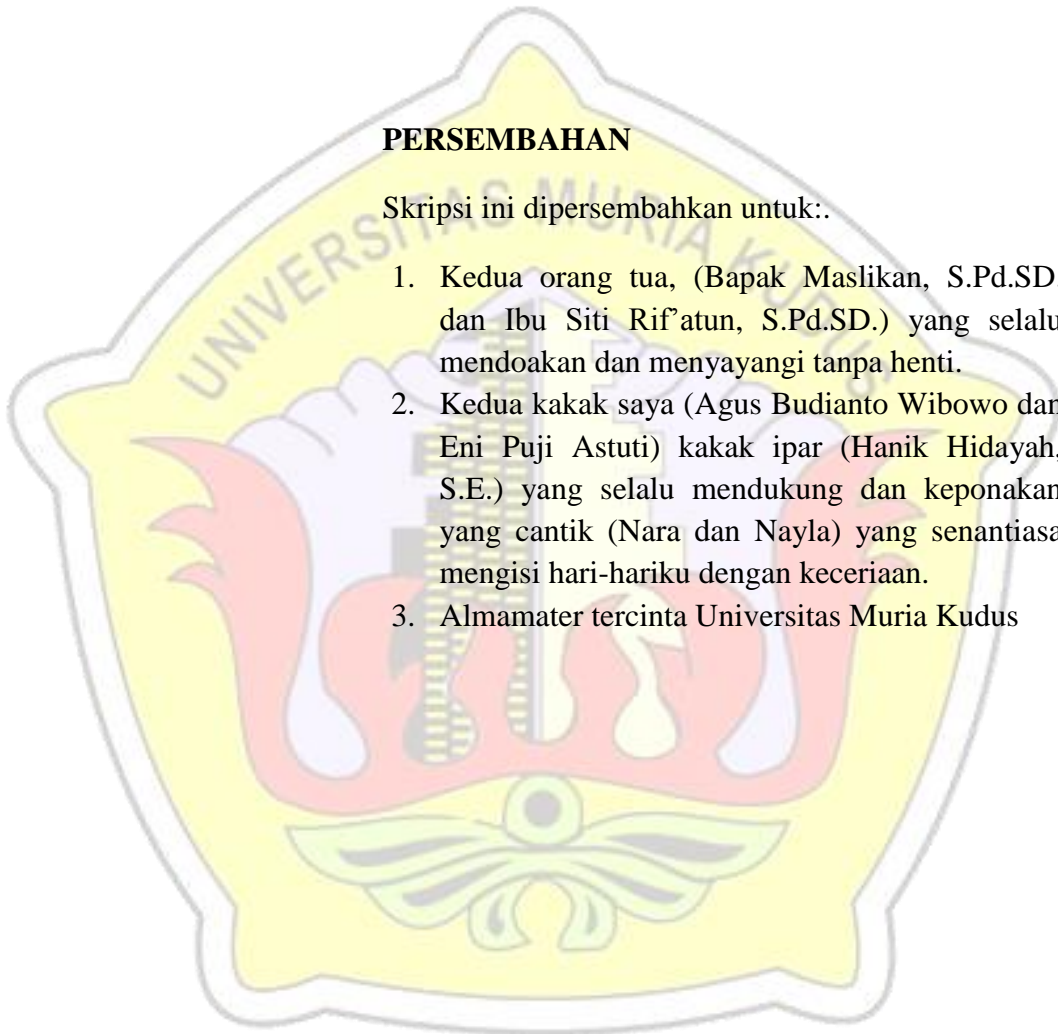 PERSEMBAHAN
UNIVERSITAS MURIA KUDUS
Skripsi ini dipersembahkan untuk:.
1. Kedua orang tua, (Bapak Maslikan, S.Pd.SD.
dan Ibu Siti Rif’atun, S.Pd.SD.) yang selalu
mendoakan dan menyayangi tanpa henti.
2. Kedua kakak saya (Agus Budianto Wibowo dan
Eni Puji Astuti) kakak ipar (Hanik Hidayah,
S.E.) yang selalu mendukung dan keponakan
yang cantik (Nara dan Nayla) yang senantiasa
mengisi hari-hariku dengan keceriaan.
3. Almamater tercinta Universitas Muria Kudus